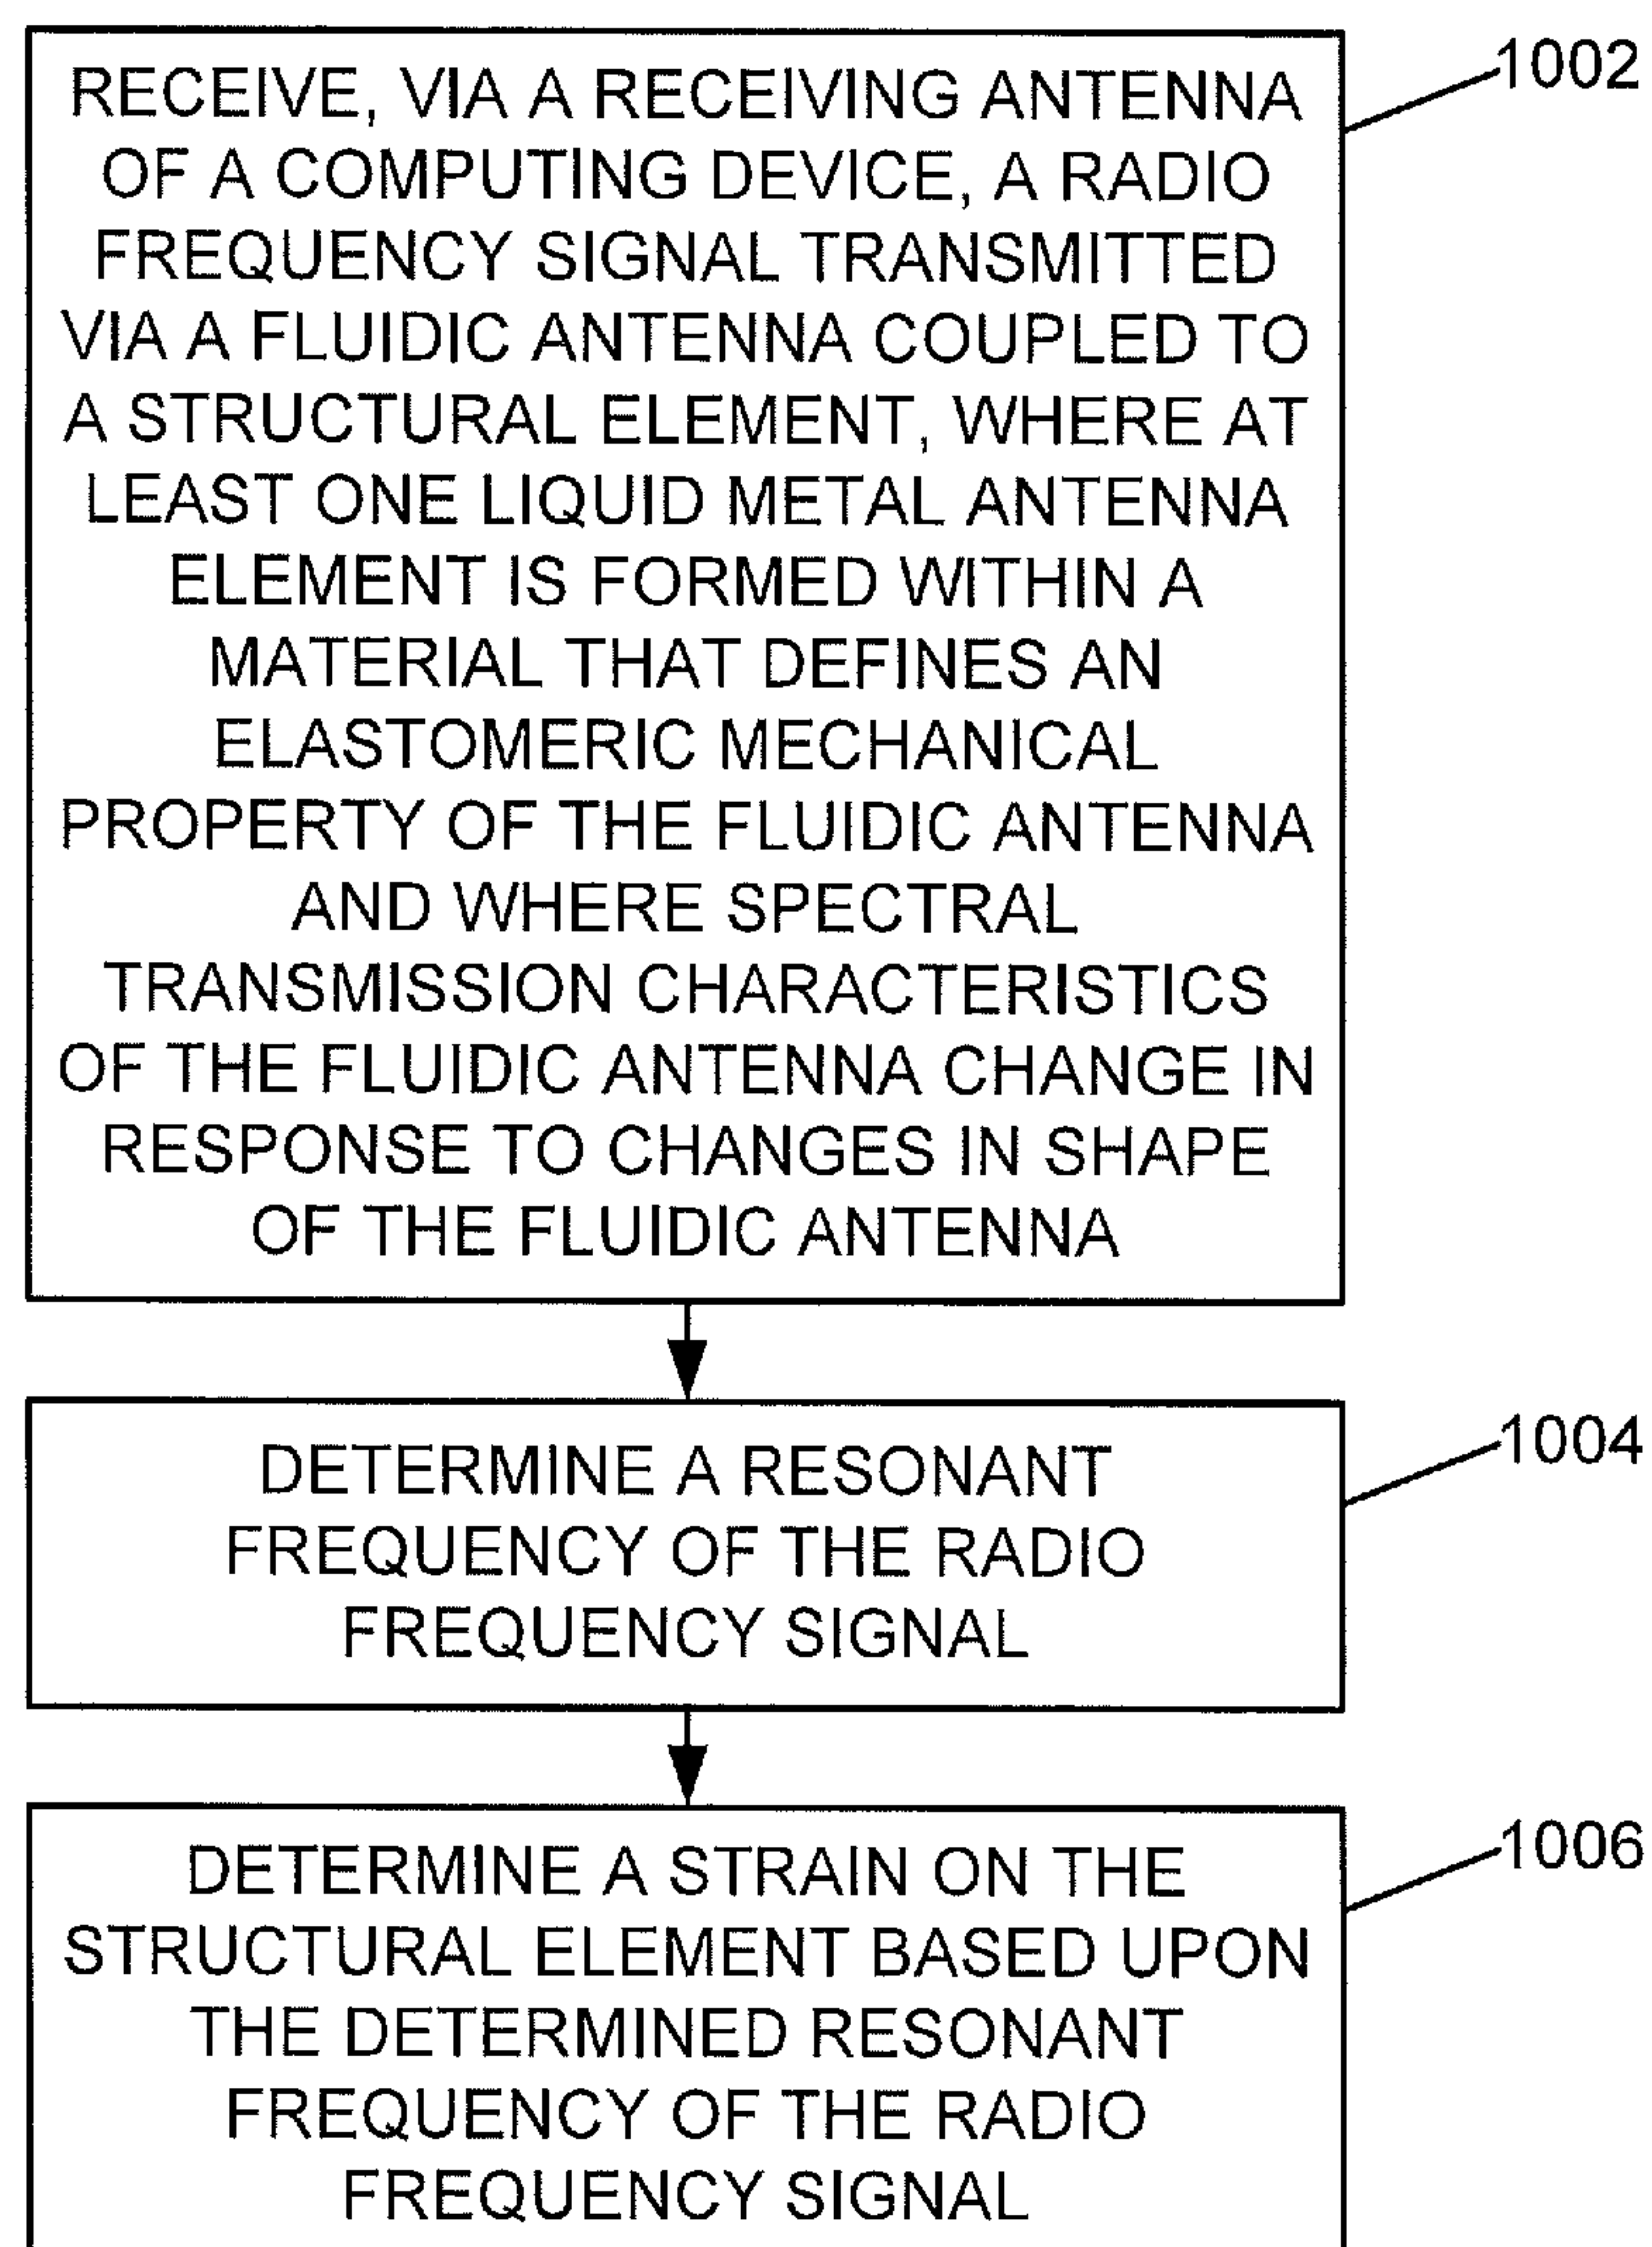 RECEIVE, VIA A RECEIVING ANTENNA
OF A COMPUTING DEVICE, A RADIO
FREQUENCY SIGNAL TRANSMITTED
VIA A FLUIDIC ANTENNA COUPLED TO
A STRUCTURAL ELEMENT, WHERE AT
LEAST ONE LIQUID METAL ANTENNA
ELEMENT IS FORMED WITHIN A
MATERIAL THAT DEFINES AN
ELASTOMERIC MECHANICAL
PROPERTY OF THE FLUIDIC ANTENNA
AND WHERE SPECTRAL
TRANSMISSION CHARACTERISTICS
OF THE FLUIDIC ANTENNA CHANGE IN
RESPONSE TO CHANGES IN SHAPE
OF THE FLUIDIC ANTENNA
1002
DETERMINE A RESONANT
FREQUENCY OF THE RADIO
FREQUENCY SIGNAL
1004
DETERMINE A STRAIN ON THE
STRUCTURAL ELEMENT BASED UPON
THE DETERMINED RESONANT
FREQUENCY OF THE RADIO
FREQUENCY SIGNAL
1006